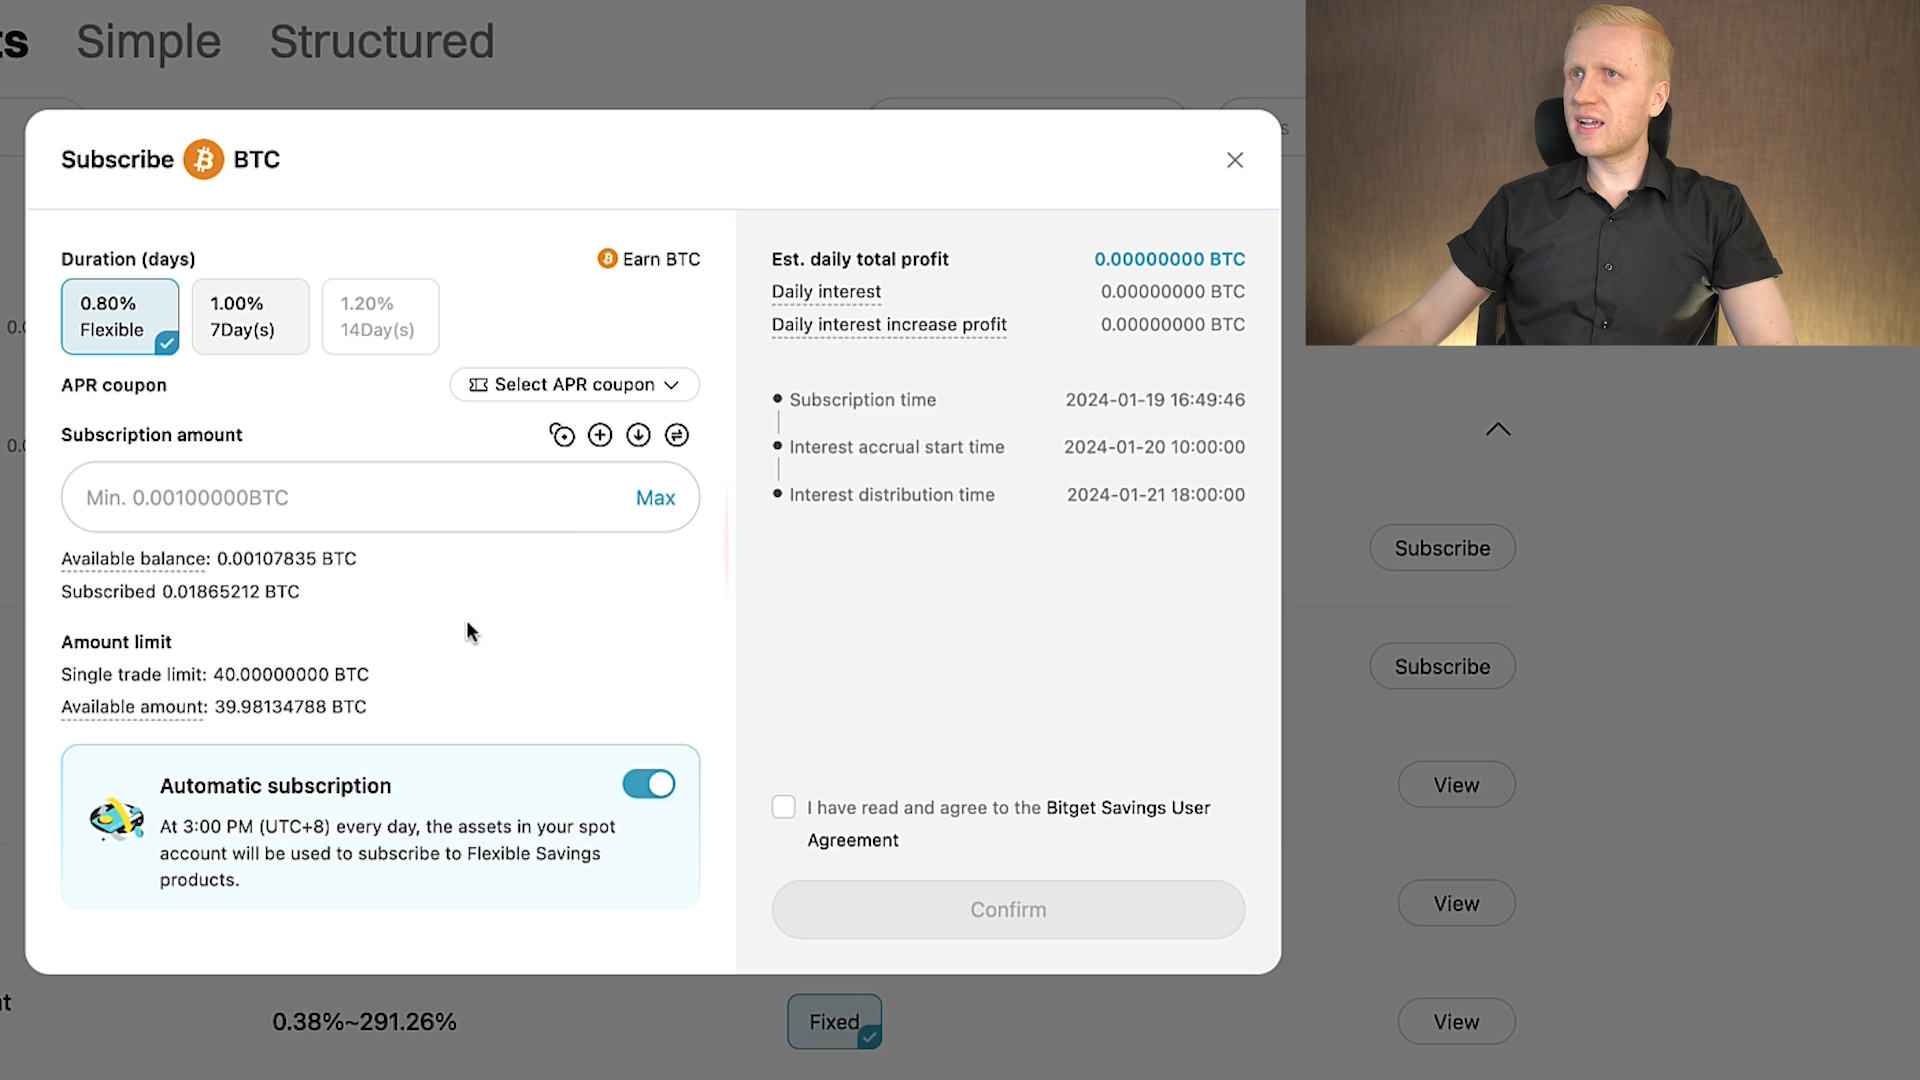 ts Simple Structured
Subscribe BTC
Duration (days)
Earn BTC
0.80%
Flexible
1.00%
7Day(s)
1.20%
14Day(s)
APR coupon
Select APR coupon
Subscription amount
Min. 0.00100000BTC
Max
Available balance: 0.00107835 BTC
Subscribed 0.01865212 BTC
Amount limit
Single trade limit: 40.00000000 BTC
Available amount: 39.98134788 BTC
Automatic subscription
At 3:00 PM (UTC+8) every day, the assets in your spot
account will be used to subscribe to Flexible Savings
products.
Est. daily total profit 0.00000000 BTC
Daily interest 0.00000000 BTC
Daily interest increase profit 0.00000000 BTC
Subscription time 2024-01-19 16:49:46
Interest accrual start time 2024-01-20 10:00:00
Interest distribution time 2024-01-21 18:00:00
I have read and agree to the Bitget Savings User
Agreement
Confirm
Subscribe
Subscribe
View
View
0.38%~291.26%
Fixed
View